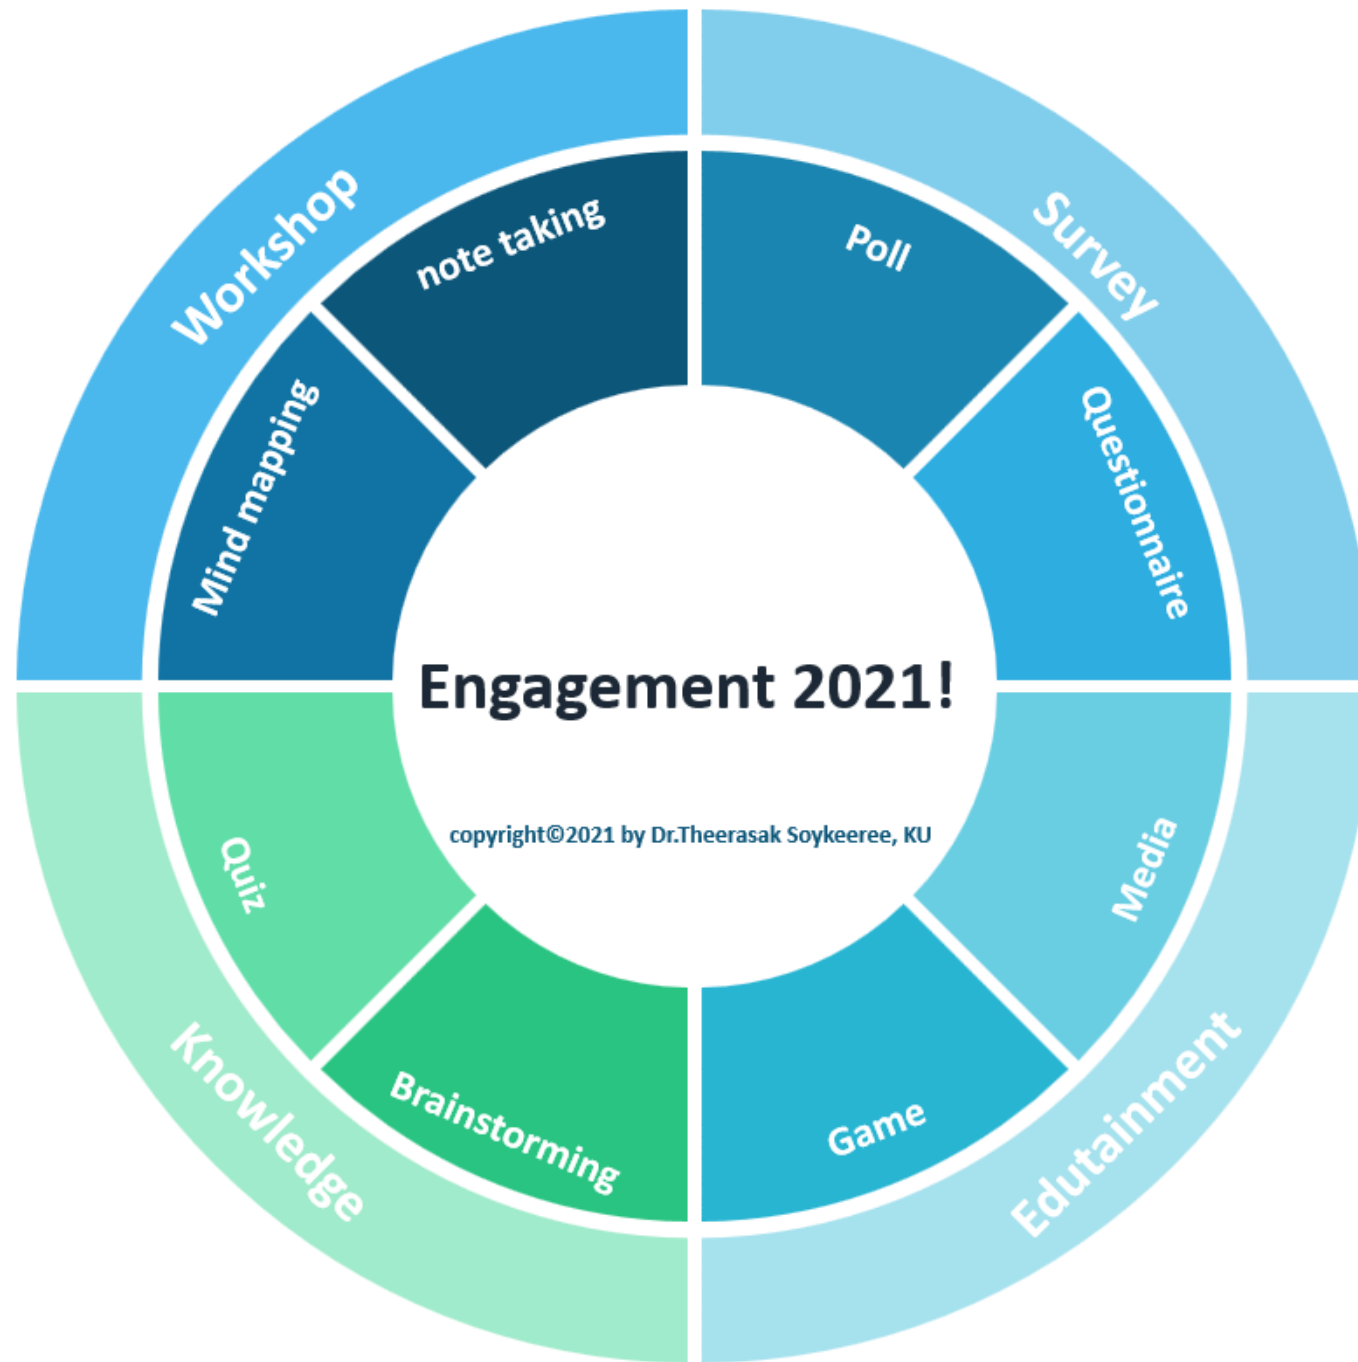 Workshop
Survey
note taking
Poll
Mind mapping
Questionnaire
Engagement 2021!
copyright©2021 by Dr.Theerasak Soykeeree, KU
Quiz
Media
Brainstorming
Game
Knowledge
Edutainment